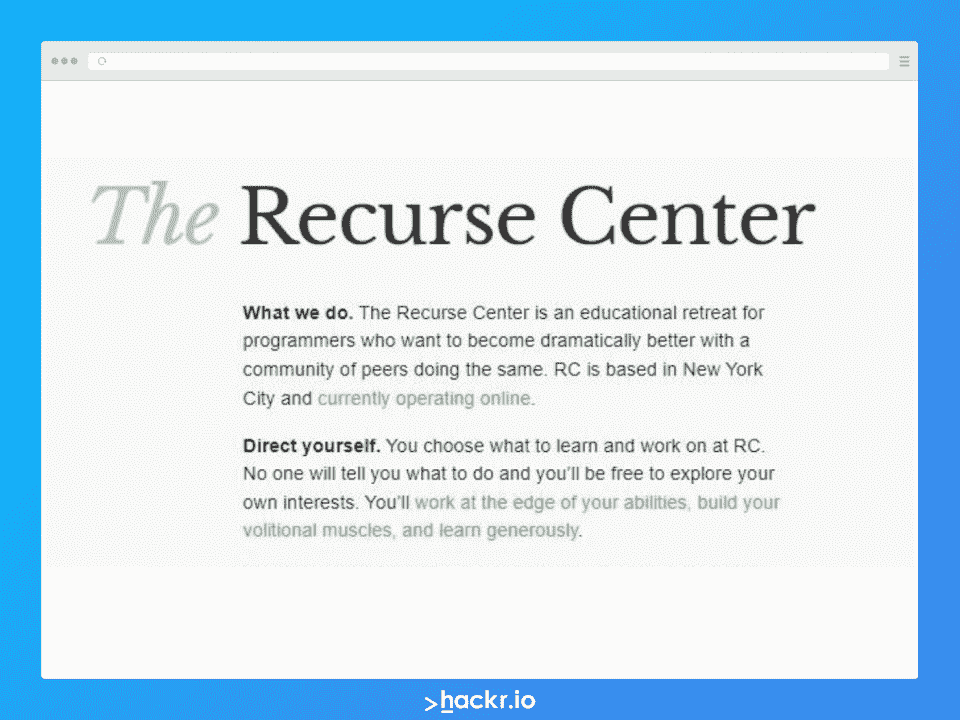 The Recurse Center
What we do. The Recurse Center is an educational retreat for
programmers who want to become dramatically better with a
community of peers doing the same. RC is based in New York
City and currently operating online.
Direct yourself. You choose what to learn and work on at RC.
No one will tell you what to do and you'll be free to explore your
own interests. You'll work at the edge of your abilities, build your
volitional muscles, and learn generously.
>hackr.io